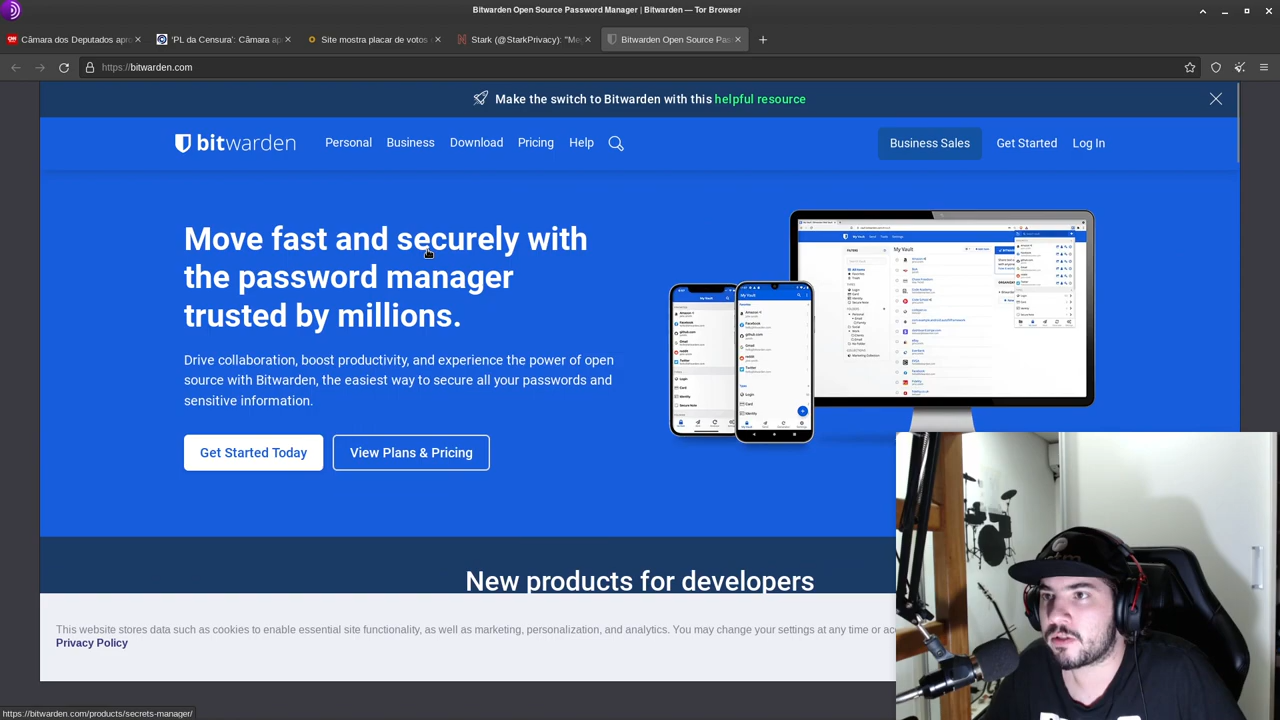 Bitwarden Open Source Password Manager | Bitwarden — Tor Browser
Câmara dos Deputados apro
'PL da Censura': Câmara ap
Site mostra placar de votos
Stark (@StarkPrivacy): "Me
Bitwarden Open Source Pas
https://bitwarden.com
Make the switch to Bitwarden with this helpful resource
bitwarden
Personal
Business
Download
Pricing
Help
Business Sales
Get Started
Log In
Move fast and securely with
the password manager
trusted by millions.
Drive collaboration, boost productivity, and experience the power of open
source with Bitwarden, the easiest way to secure all your passwords and
sensitive information.
Get Started Today
View Plans & Pricing
My Vault
New products for developers
This website stores data such as cookies to enable essential site functionality, as well as marketing, personalization, and analytics. You may change your settings at any time or acc
Privacy Policy
https://bitwarden.com/products/secrets-manager/